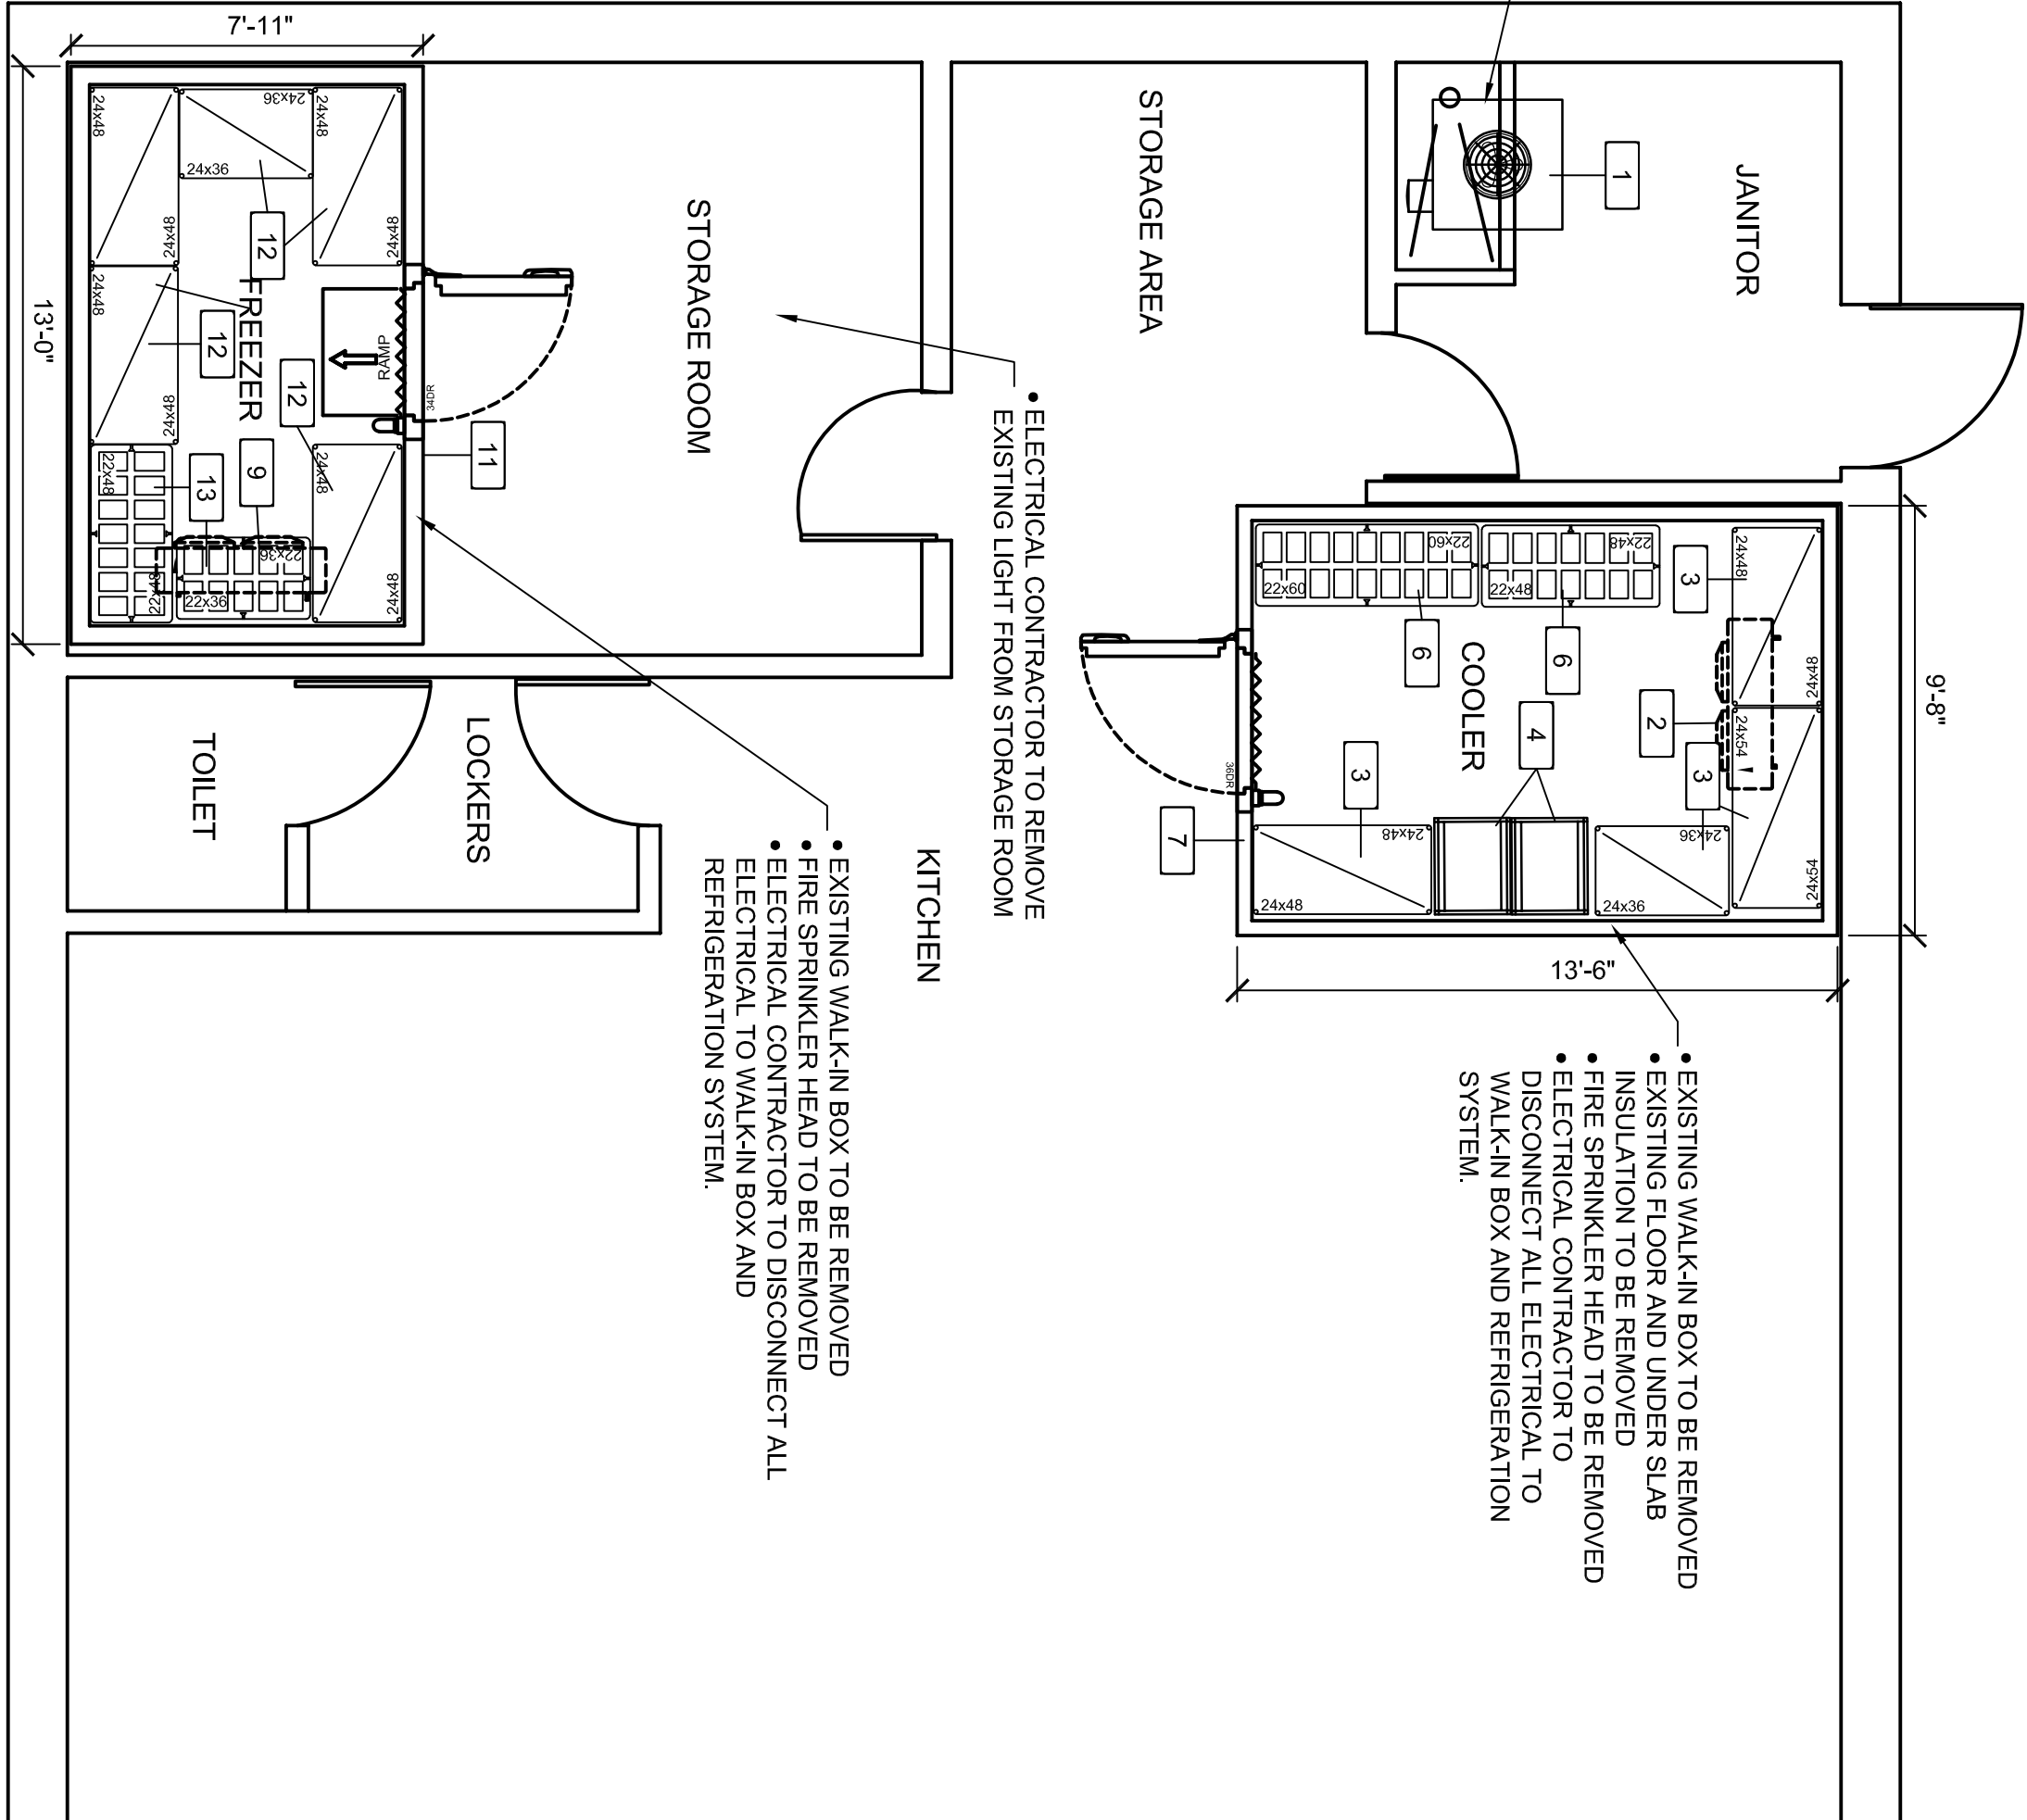 7'-11"
13'-0"
9'-8"
13'-6"
JANITOR
1
STORAGE AREA
STORAGE ROOM
FREEZER
24x48
24x48
24x36
24x36
24x48
24x48
12
24x48
24x48
12
12
RAMP
34DR
11
9
13
22x48
22x48
22x36
22x36
24x48
24x48
COOLER
22x60
22x60
22x48
22x48
6
6
3
24x48
24x48
2
24x54
24x54
3
4
3
24x48
24x48
24x36
24x36
36DR
7
• ELECTRICAL CONTRACTOR TO REMOVE
EXISTING LIGHT FROM STORAGE ROOM
TOILET
LOCKERS
KITCHEN
• EXISTING WALK-IN BOX TO BE REMOVED
• FIRE SPRINKLER HEAD TO BE REMOVED
• ELECTRICAL CONTRACTOR TO DISCONNECT ALL
ELECTRICAL TO WALK-IN BOX AND
REFRIGERATION SYSTEM.
• EXISTING WALK-IN BOX TO BE REMOVED
• EXISTING FLOOR AND UNDER SLAB
INSULATION TO BE REMOVED
• FIRE SPRINKLER HEAD TO BE REMOVED
• ELECTRICAL CONTRACTOR TO
DISCONNECT ALL ELECTRICAL TO
WALK-IN BOX AND REFRIGERATION
SYSTEM.